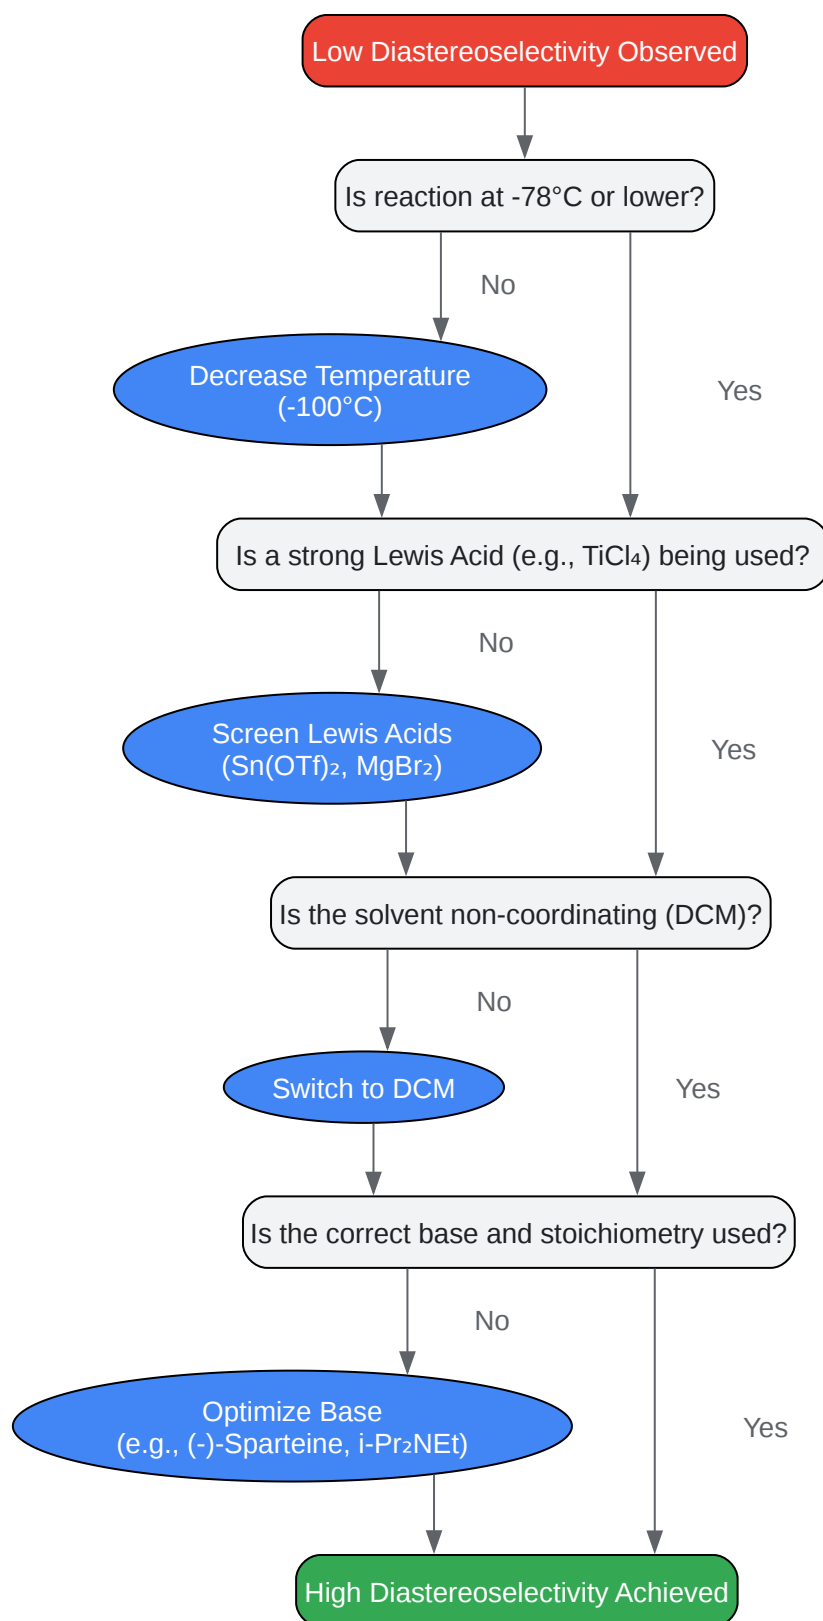 Low Diastereoselectivity Observed
Is reaction at -78°C or lower?
No
Decrease Temperature
(-100°C)
Yes
Is a strong Lewis Acid (e.g., TiCl₄) being used?
No
Screen Lewis Acids
(Sn(OTf)₂, MgBr₂)
Yes
Is the solvent non-coordinating (DCM)?
No
Switch to DCM
Yes
Is the correct base and stoichiometry used?
No
Optimize Base
(e.g., (-)-Sparteine, i-Pr₂NEt)
Yes
High Diastereoselectivity Achieved